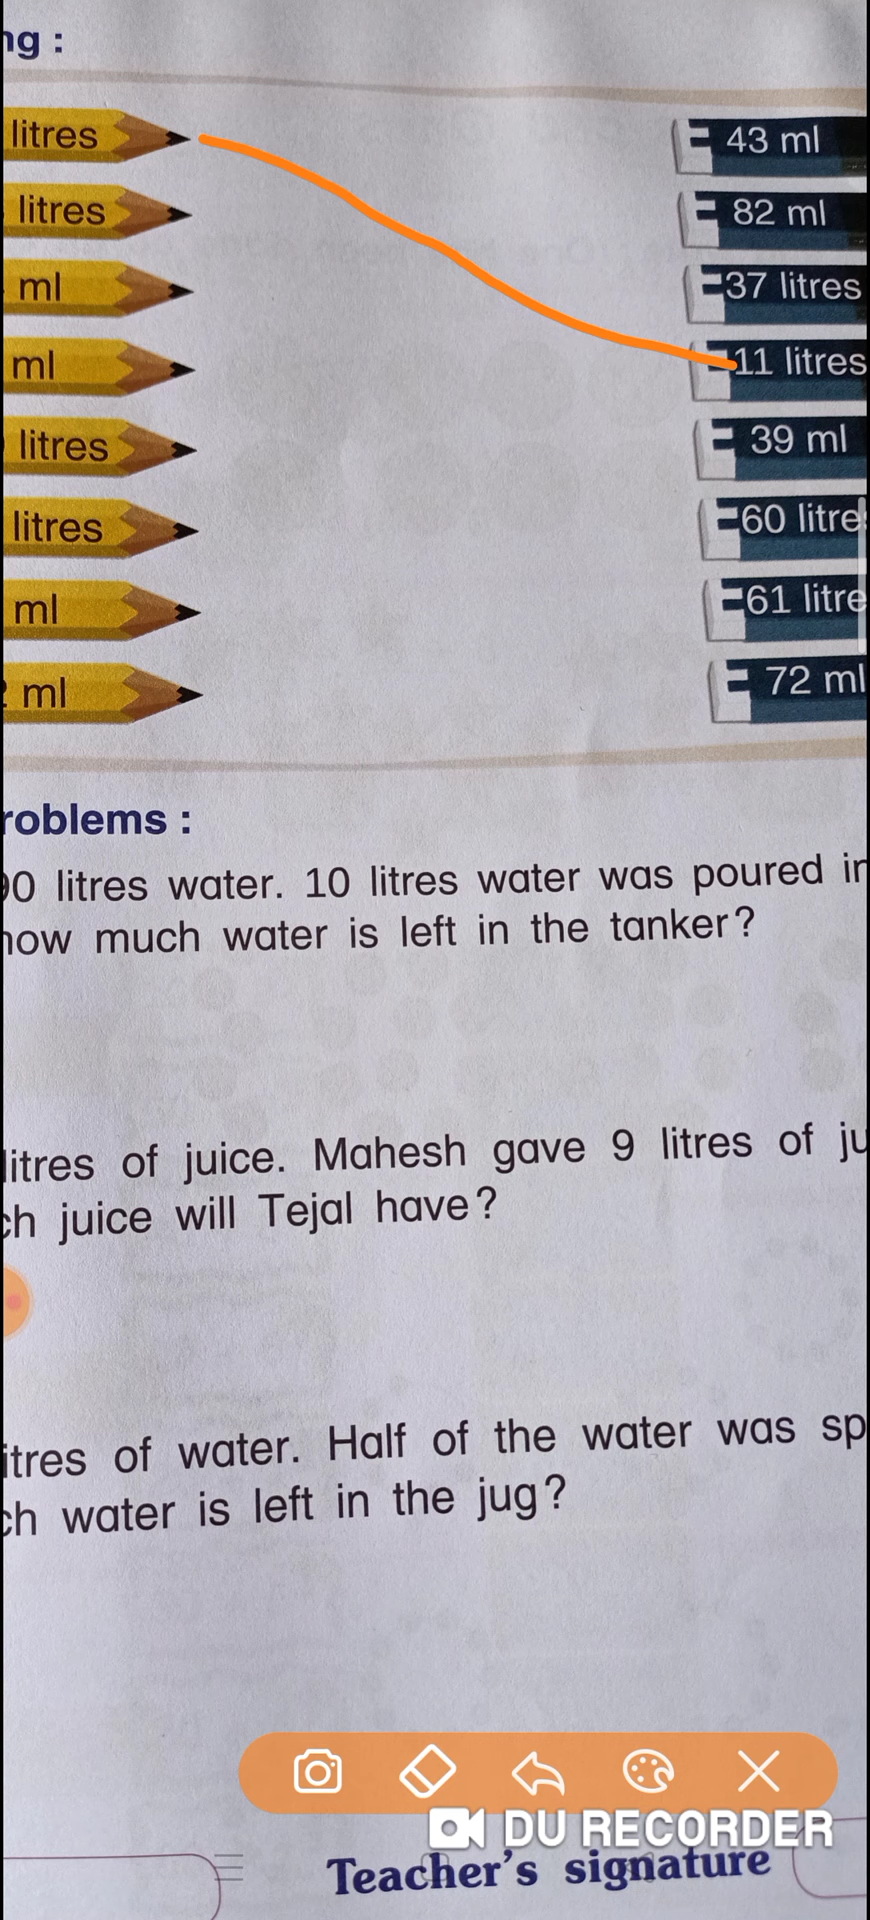 ng :
litres
litres
ml
ml
litres
litres
ml
2 ml
43 ml
82 ml
37 litres
11 litres
39 ml
60 litre
61 litre
72 ml
roblems :
00 litres water. 10 litres water was poured in
how much water is left in the tanker?
litres of juice. Mahesh gave 9 litres of ju
ch juice will Tejal have?
itres of water. Half of the water was sp
ch water is left in the jug?
DU RECORDER
Teacher's signature